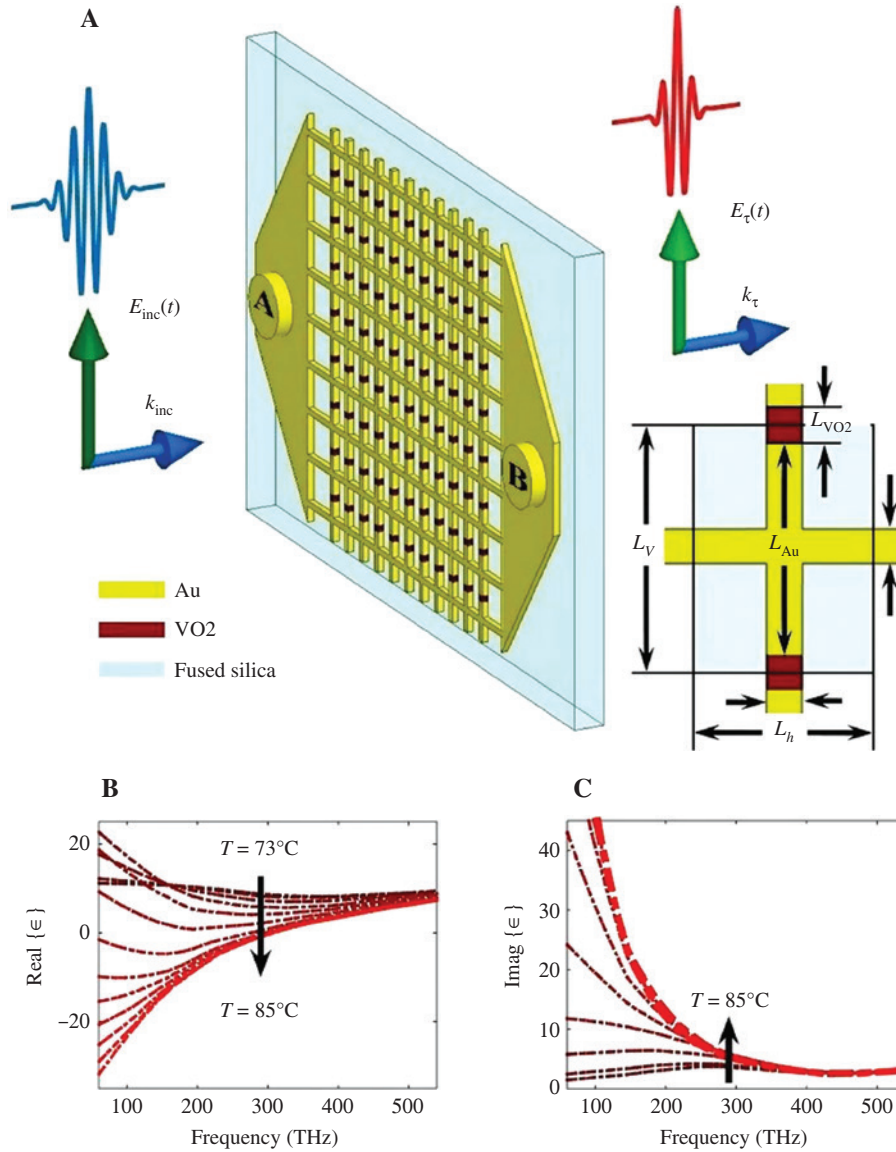 A
E_inc(t)
k_inc
E_τ(t)
k_τ
A
B
L_VO2
L_V
L_Au
L_h
Au
VO2
Fused silica
B
Real {∈}
20
0
−20
T = 73°C
T = 85°C
100 200 300 400 500
Frequency (THz)
C
Imag {∈}
40
30
20
10
0
T = 85°C
100 200 300 400 500
Frequency (THz)